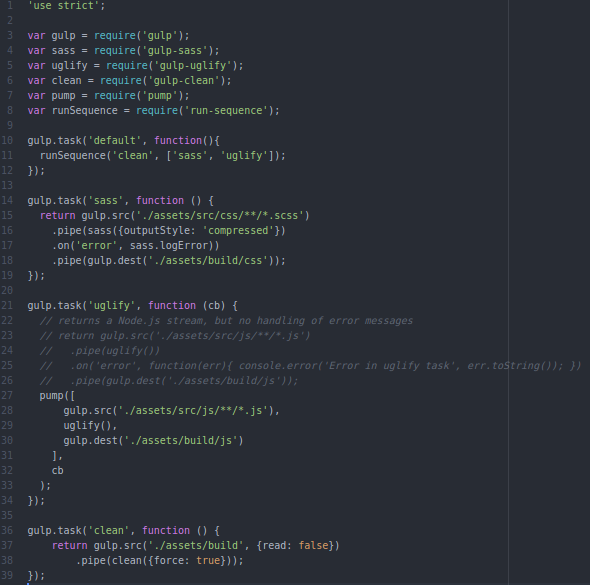 1 'use strict';
2
3 var gulp = require('gulp');
4 var sass = require('gulp-sass');
5 var uglify = require('gulp-uglify');
6 var clean = require('gulp-clean');
7 var pump = require('pump');
8 var runSequence = require('run-sequence');
9
10 gulp.task('default', function(){
11   runSequence('clean', ['sass', 'uglify']);
12 });
13
14 gulp.task('sass', function () {
15   return gulp.src('./assets/src/css/**/*.scss')
16     .pipe(sass({outputStyle: 'compressed'})
17     .on('error', sass.logError))
18     .pipe(gulp.dest('./assets/build/css'));
19 });
20
21 gulp.task('uglify', function (cb) {
22   // returns a Node.js stream, but no handling of error messages
23   // return gulp.src('./assets/src/js/**/*.js')
24   //   .pipe(uglify())
25   //   .on('error', function(err){ console.error('Error in uglify task', err.toString()); })
26   //   .pipe(gulp.dest('./assets/build/js'));
27   pump([
28       gulp.src('./assets/src/js/**/*.js'),
29       uglify(),
30       gulp.dest('./assets/build/js')
31     ],
32     cb
33   );
34 });
35
36 gulp.task('clean', function () {
37     return gulp.src('./assets/build', {read: false})
38         .pipe(clean({force: true}));
39 });